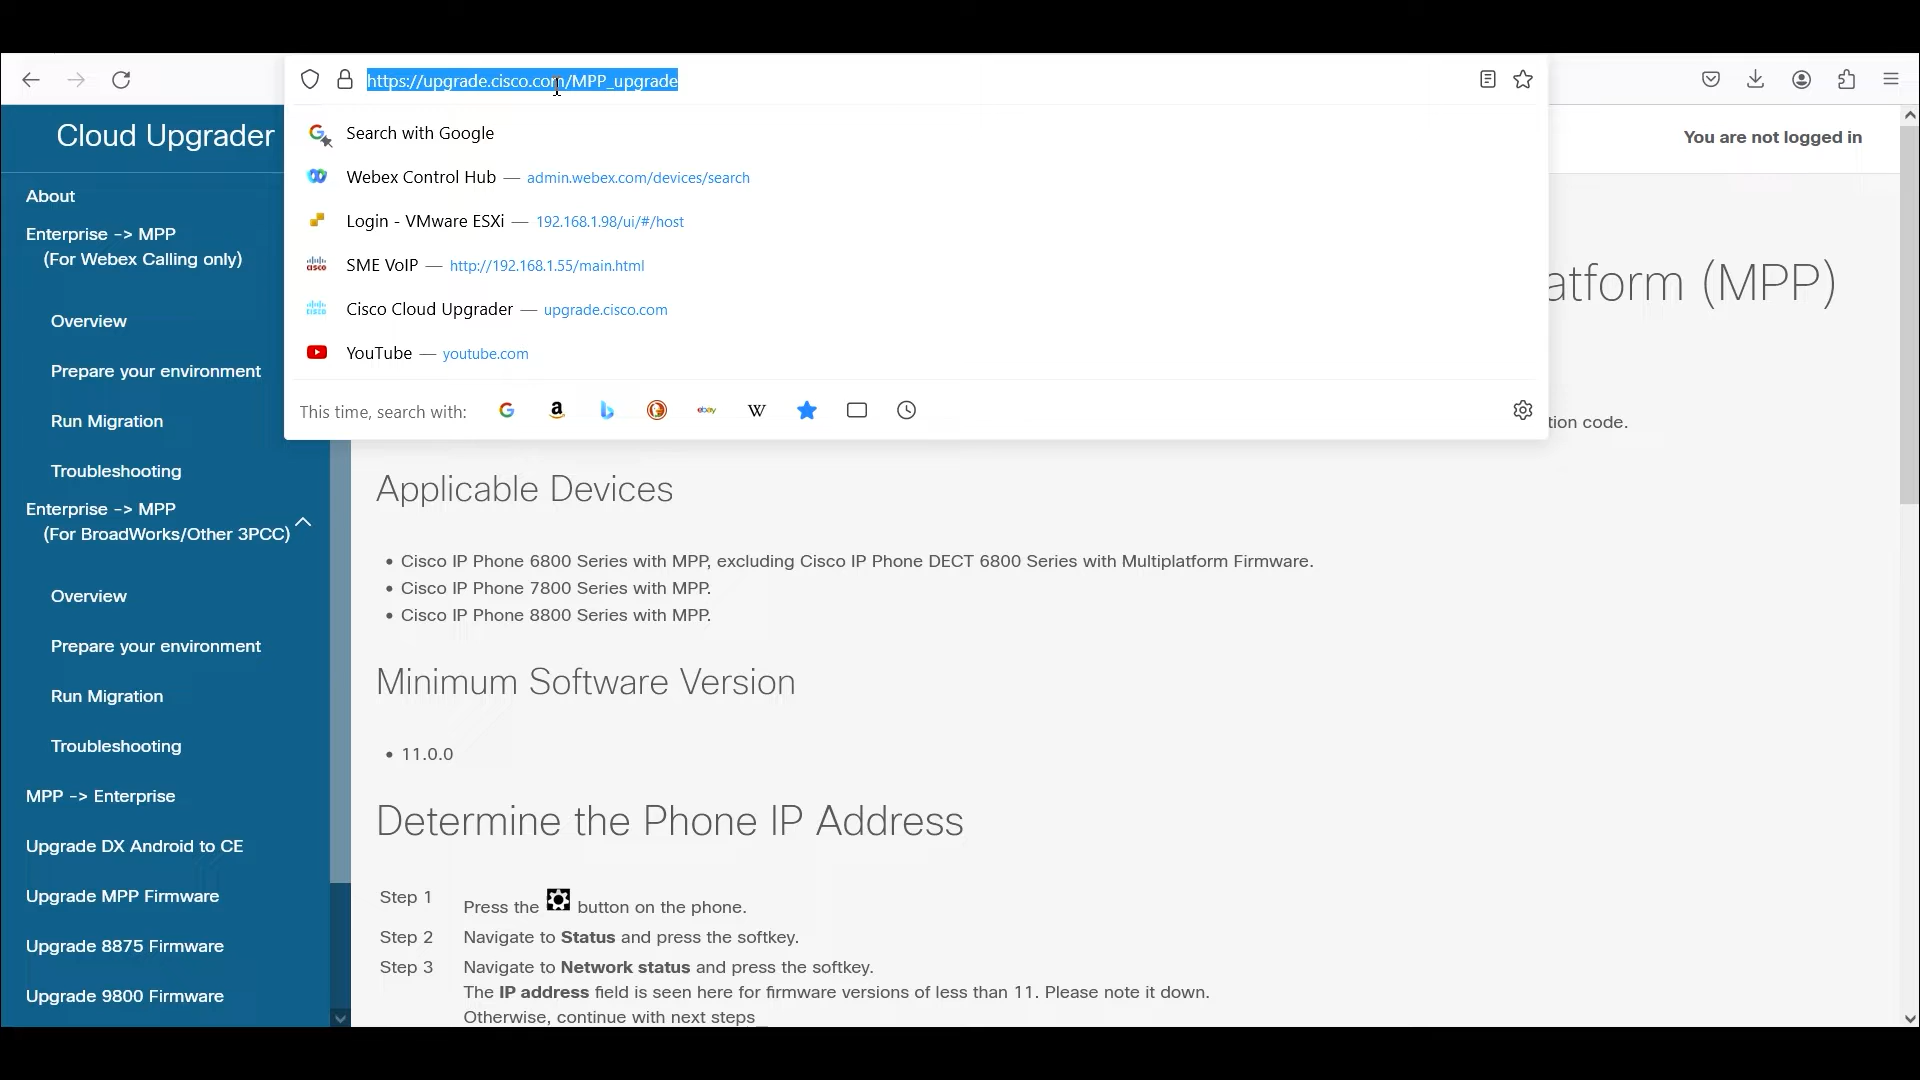 https://upgrade.cisco.com/MPP_upgrade
Search with Google
Webex Control Hub — admin.webex.com/devices/search
Login - VMware ESXi — 192.168.1.98/ui/#/host
SME VoIP — http://192.168.1.55/main.html
Cisco Cloud Upgrader — upgrade.cisco.com
YouTube — youtube.com
This time, search with:
Cloud Upgrader
You are not logged in
About
Enterprise -> MPP
(For Webex Calling only)
Overview
Prepare your environment
Run Migration
Troubleshooting
Enterprise -> MPP
(For BroadWorks/Other 3PCC)
Overview
Prepare your environment
Run Migration
Troubleshooting
MPP -> Enterprise
Upgrade DX Android to CE
Upgrade MPP Firmware
Upgrade 8875 Firmware
Upgrade 9800 Firmware
atform (MPP)
tion code.
Applicable Devices
• Cisco IP Phone 6800 Series with MPP, excluding Cisco IP Phone DECT 6800 Series with Multiplatform Firmware.
• Cisco IP Phone 7800 Series with MPP.
• Cisco IP Phone 8800 Series with MPP.
Minimum Software Version
• 11.0.0
Determine the Phone IP Address
Step 1 Press the button on the phone.
Step 2 Navigate to Status and press the softkey.
Step 3 Navigate to Network status and press the softkey.
The IP address field is seen here for firmware versions of less than 11. Please note it down.
Otherwise, continue with next steps